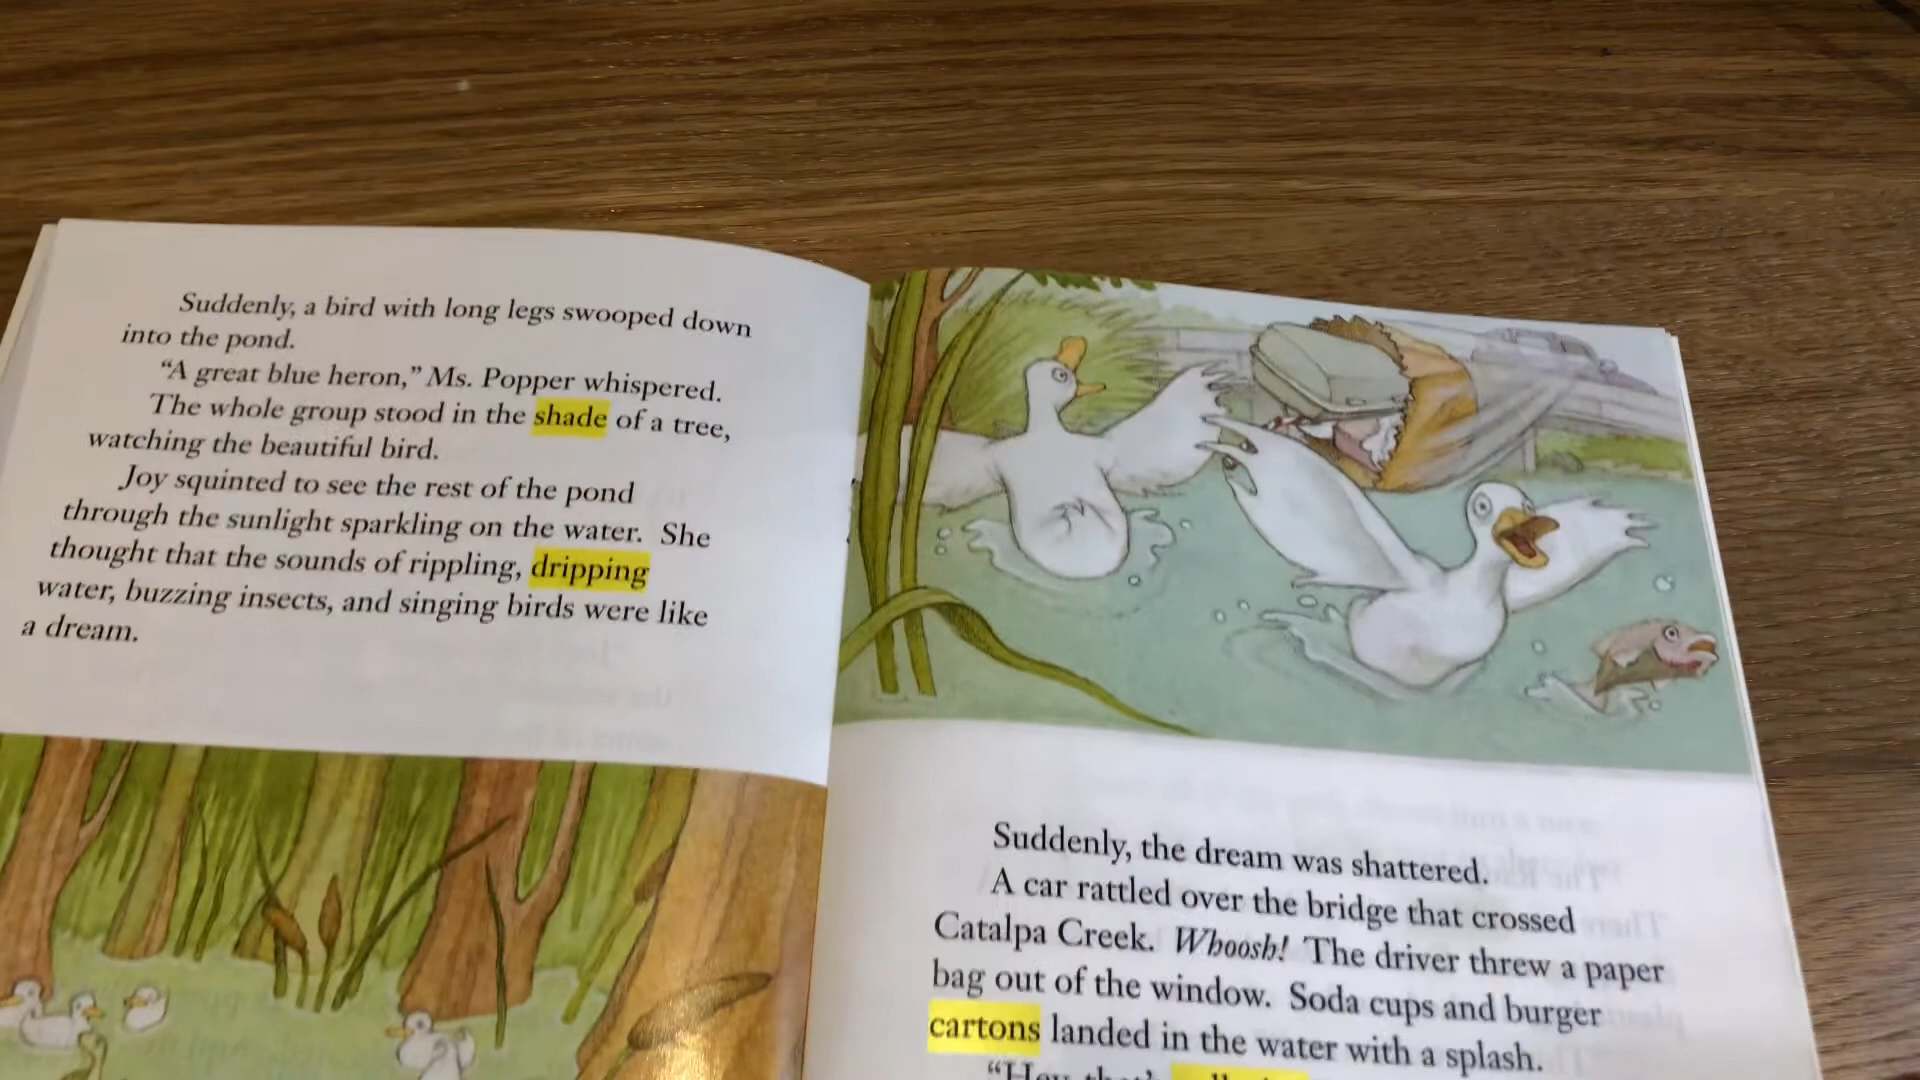 Suddenly, a bird with long legs swooped down
into the pond.
“A great blue heron,” Ms. Popper whispered.
The whole group stood in the shade of a tree,
watching the beautiful bird.
Joy squinted to see the rest of the pond
through the sunlight sparkling on the water. She
thought that the sounds of rippling, dripping
water, buzzing insects, and singing birds were like
a dream.
Suddenly, the dream was shattered.
A car rattled over the bridge that crossed
Catalpa Creek. Whoosh! The driver threw a paper
bag out of the window. Soda cups and burger
cartons landed in the water with a splash.
“Hey, that’s